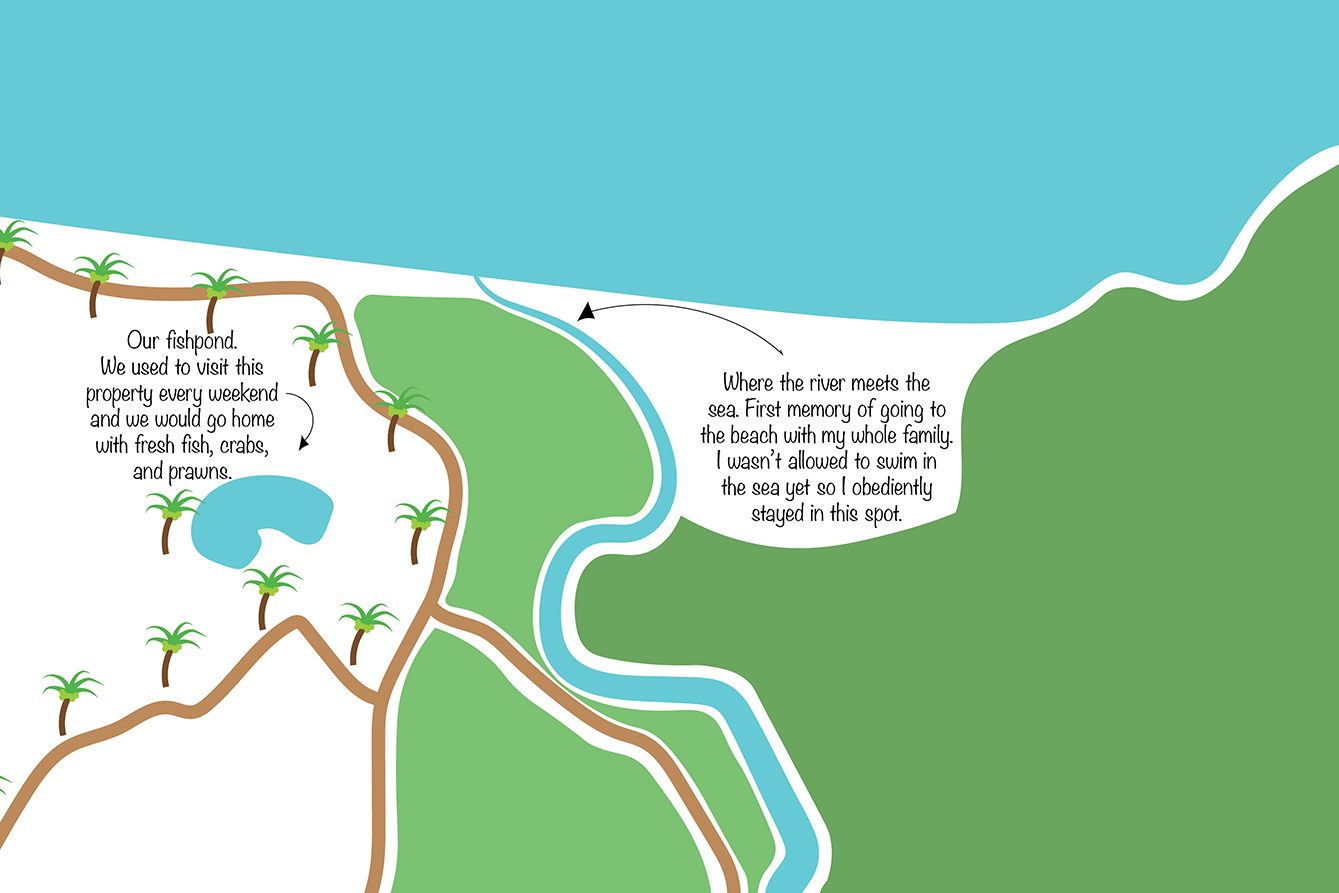 Our fishpond.
We used to visit this
property every weekend
and we would go home
with fresh fish, crabs,
and prawns.
Where the river meets the
sea. First memory of going to
the beach with my whole family.
I wasn't allowed to swim in
the sea yet so I obediently
stayed in this spot.